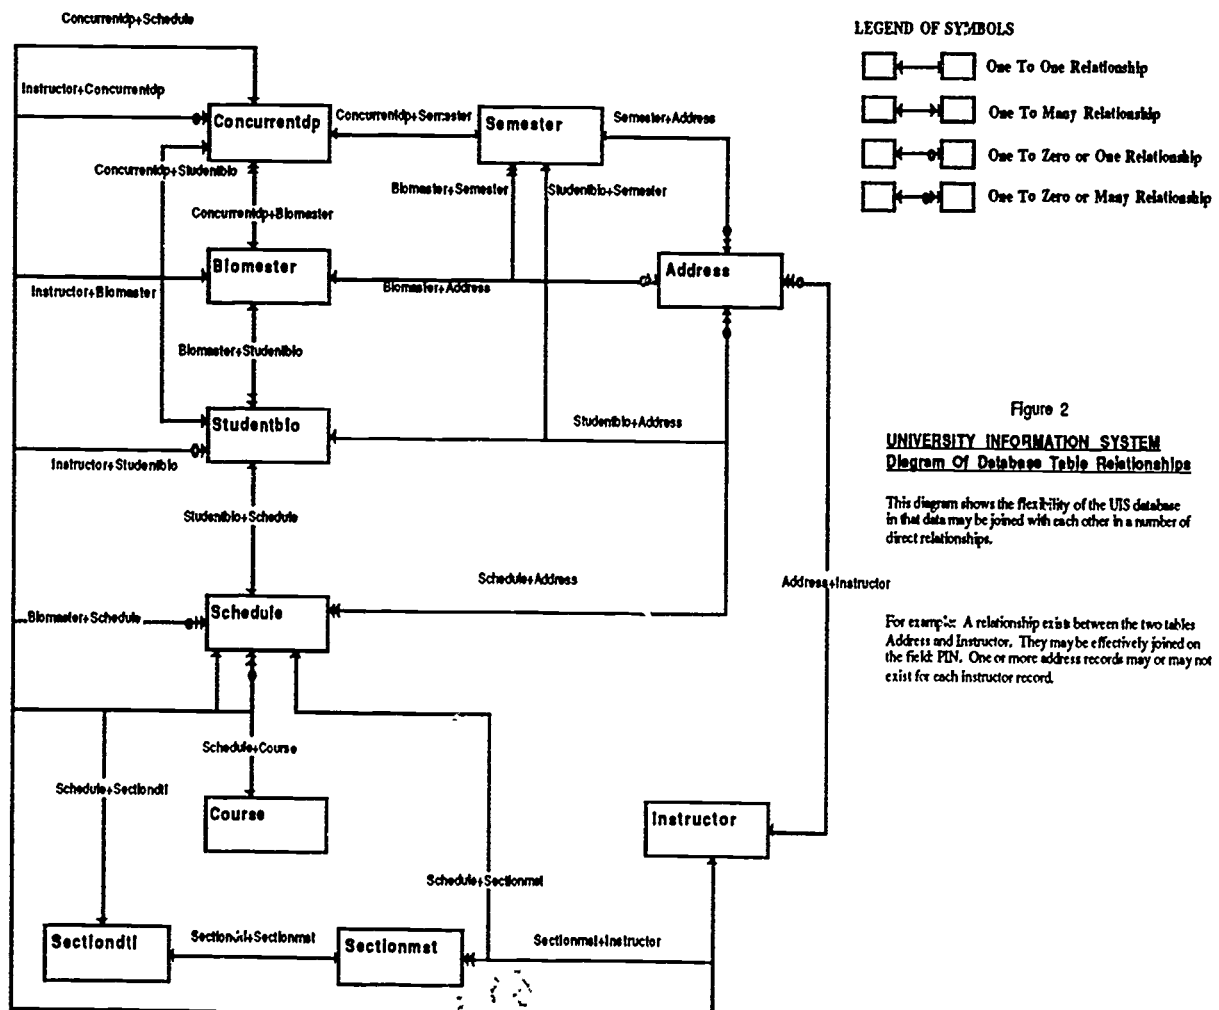 Concurrentdp+Schedule
LEGEND OF SYMBOLS
One To One Relationship
Instructor+Concurrentdp
One To Many Relationship
Concurrentdp
Concurrentdp+Semester
Semester
Semester+Address
One To Zero or One Relationship
Concurrentdp+Studentbio
Biomaster+Semester
Studentbio+Semester
One To Zero or Many Relationship
Concurrentdp+Biomaster
Biomester
Address
Instructor+Biomaster
Biomaster+Address
Biomaster+Studentbio
Figure 2
Studentbio
Studentbio+Address
UNIVERSITY INFORMATION SYSTEM
Diagram Of Database Table Relationships
Instructor+Studentbio
This diagram shows the flexibility of the UIS database
in that data may be joined with each other in a number of
direct relationships.
Studentbio+Schedule
Schedule+Address
Address+Instructor
Schedule
Biomaster+Schedule
For example: A relationship exists between the two tables
Address and Instructor. They may be effectively joined on
the field: PIN. One or more address records may or may not
exist for each instructor record.
Schedule+Course
Schedule+Sectiondtl
Course
Instructor
Schedule+Sectionmst
Sectiondtl
Sectiondtl+Sectionmst
Sectionmst
Sectionmst+Instructor